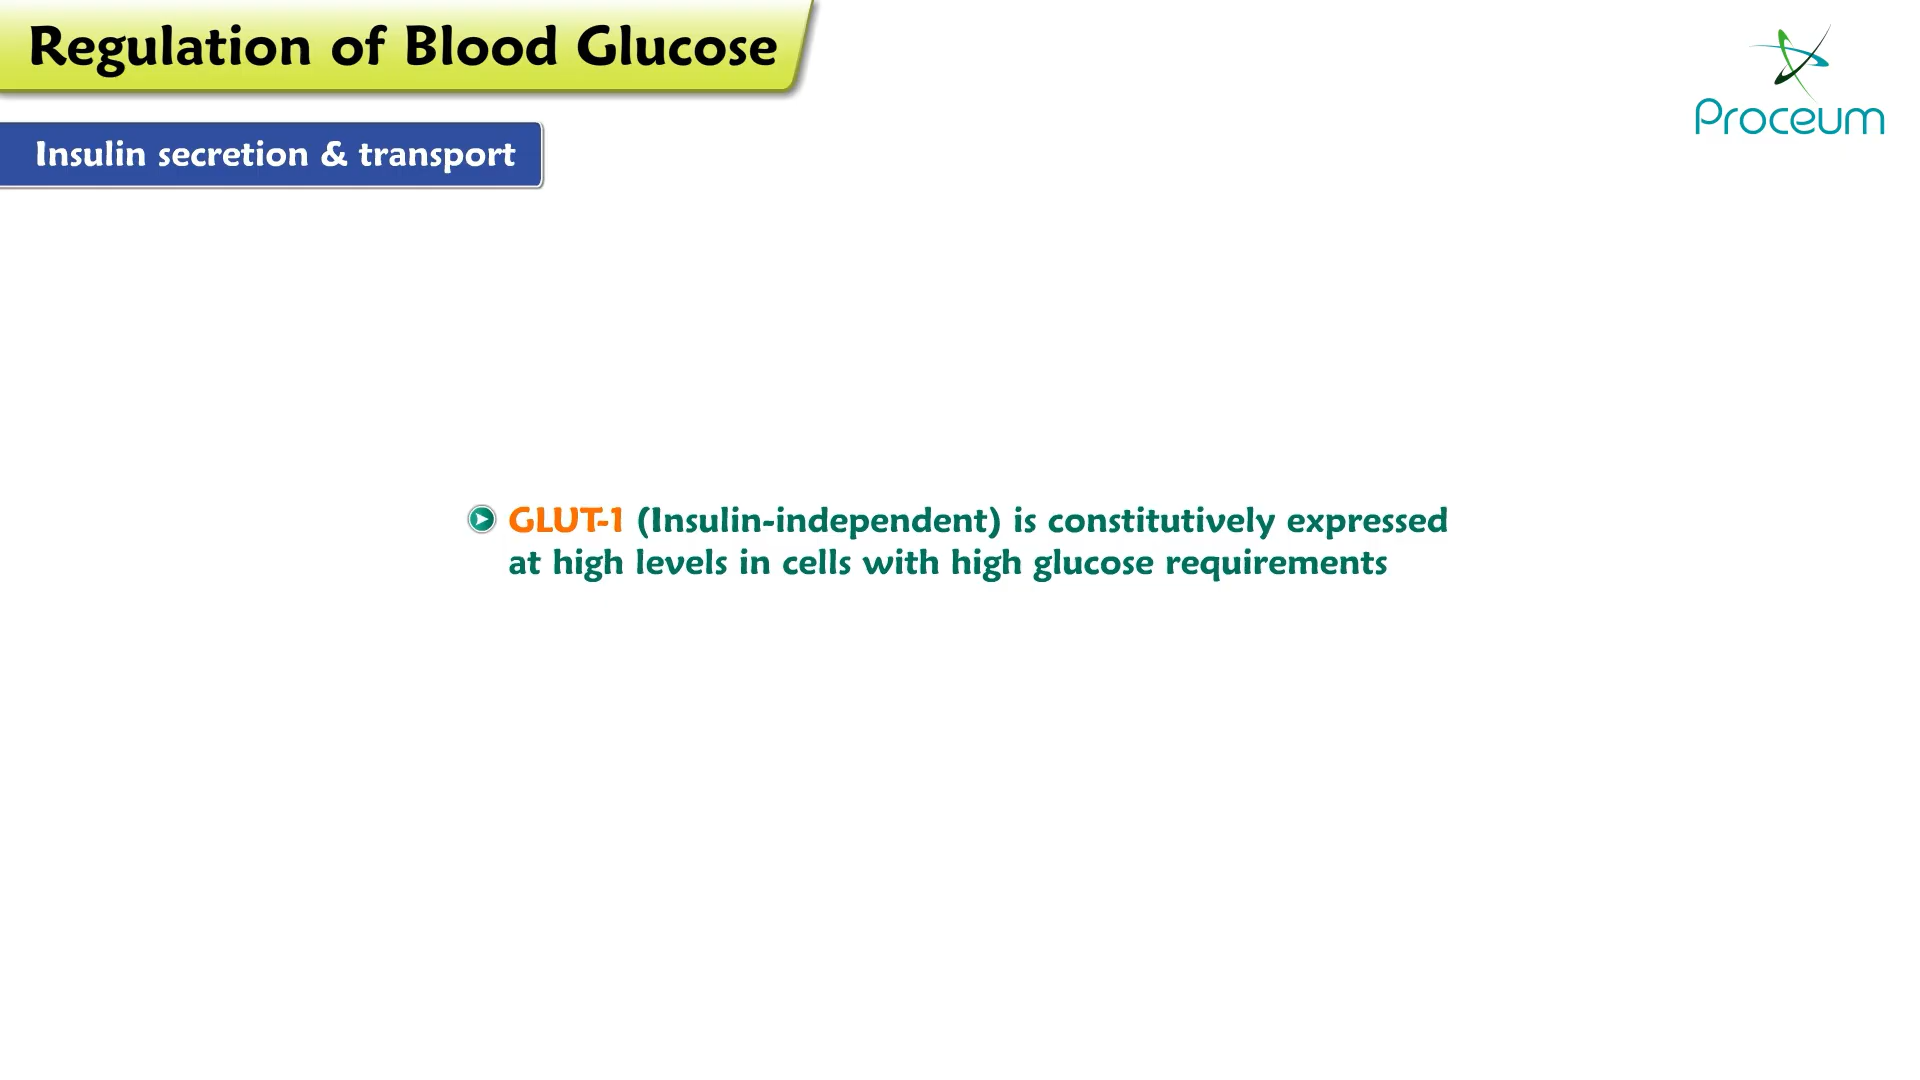 Regulation of Blood Glucose
Proceum
Insulin secretion & transport
GLUT-1 (Insulin-independent) is constitutively expressed
at high levels in cells with high glucose requirements